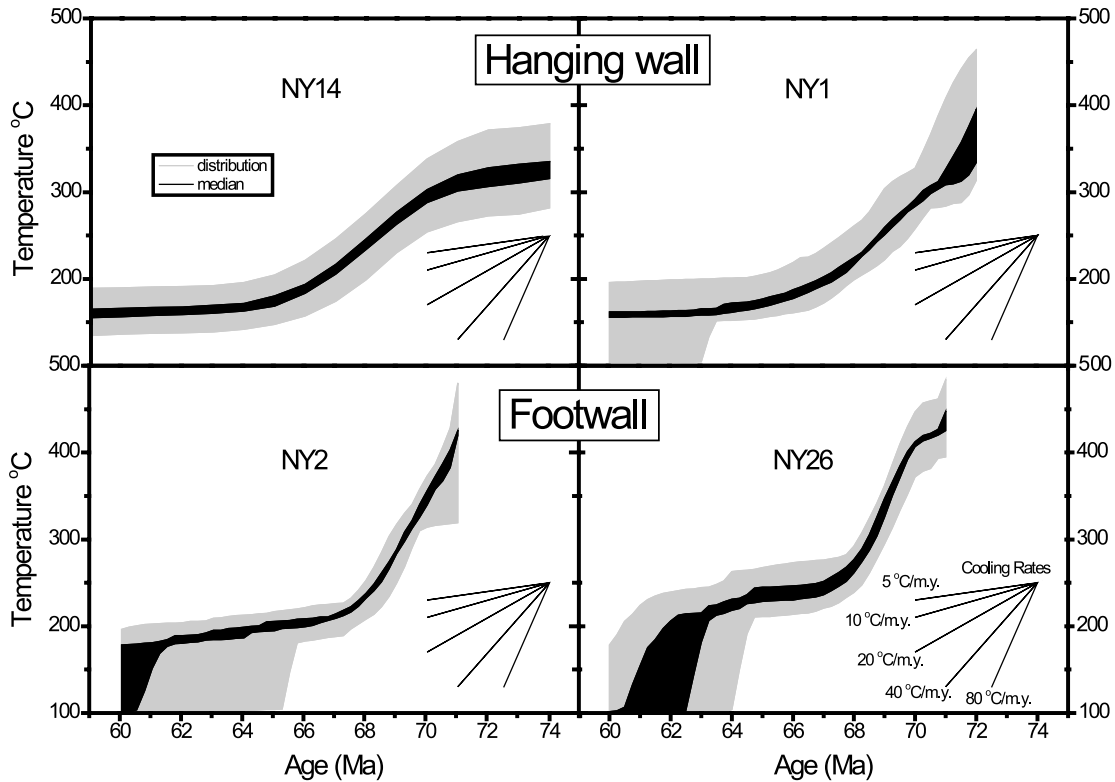 500
500
Hanging wall
NY14
NY1
400
400
distribution
median
300
300
200
200
Temperature °C
500
500
Footwall
NY2
NY26
400
400
300
300
Cooling Rates
5 °C/m.y.
10 °C/m.y.
20 °C/m.y.
40 °C/m.y.
80 °C/m.y.
200
200
100
100
Temperature °C
60 62 64 66 68 70 72 74
60 62 64 66 68 70 72 74
Age (Ma)
Age (Ma)